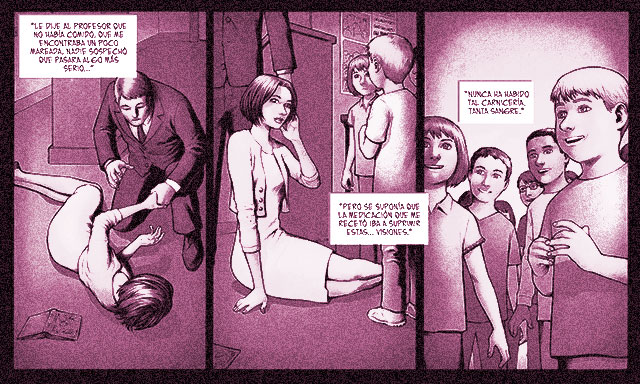 "LE DIJE AL PROFESOR QUE
NO HABÍA COMIDO, QUE ME
ENCONTRABA UN POCO
MAREADA. NADIE SOSPECHÓ
QUE PASARA ALGO MÁS
SERIO..."
"PERO SE SUPONÍA QUE
LA MEDICACIÓN QUE ME
RECETÓ IBA A SUPRIMIR
ESTAS... VISIONES."
"NUNCA HA HABIDO
TAL CARNICERÍA,
TANTA SANGRE."